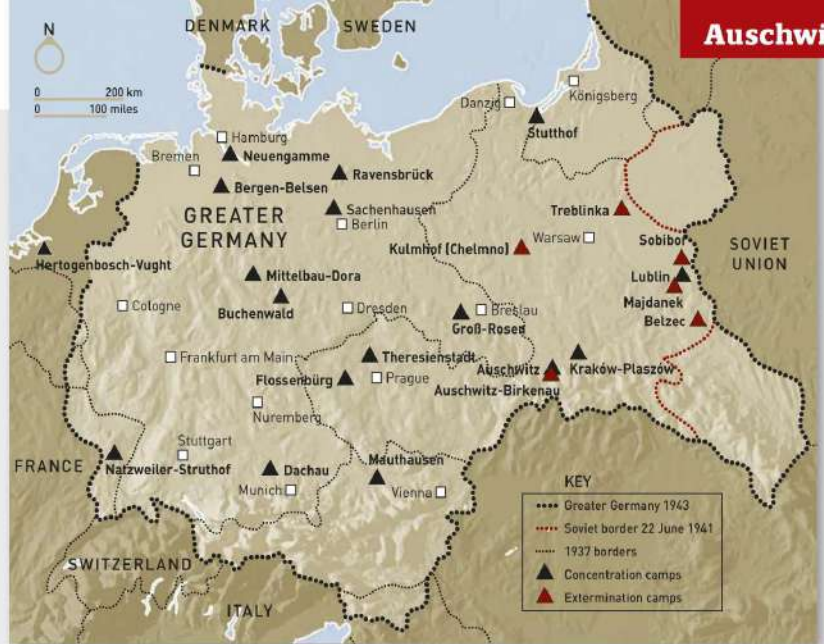 Auschwi
N
DENMARK
SWEDEN
0 200 km
0 100 miles
Königsberg
Danzig
Stutthof
Hamburg
Neuengamme
Bremen
Ravensbrück
Bergen-Belsen
Sachenhausen
Berlin
GREATER
GERMANY
Treblinka
Warsaw
Kulmhof (Chelmno)
Sobibor
SOVIET
UNION
Hertogenbosch-Vught
Mittelbau-Dora
Lublin
Majdanek
Buchenwald
Cologne
Dresden
Breslau
Groß-Rosen
Belzec
Frankfurt am Main
Theresienstadt
Flossenbürg
Prague
Auschwitz
Auschwitz-Birkenau
Kraków-Plaszów
Nuremberg
Stuttgart
FRANCE
Natzweiler-Struthof
Dachau
Munich
Mauthausen
Vienna
SWITZERLAND
ITALY
KEY
Greater Germany 1943
Soviet border 22 June 1941
1937 borders
Concentration camps
Extermination camps